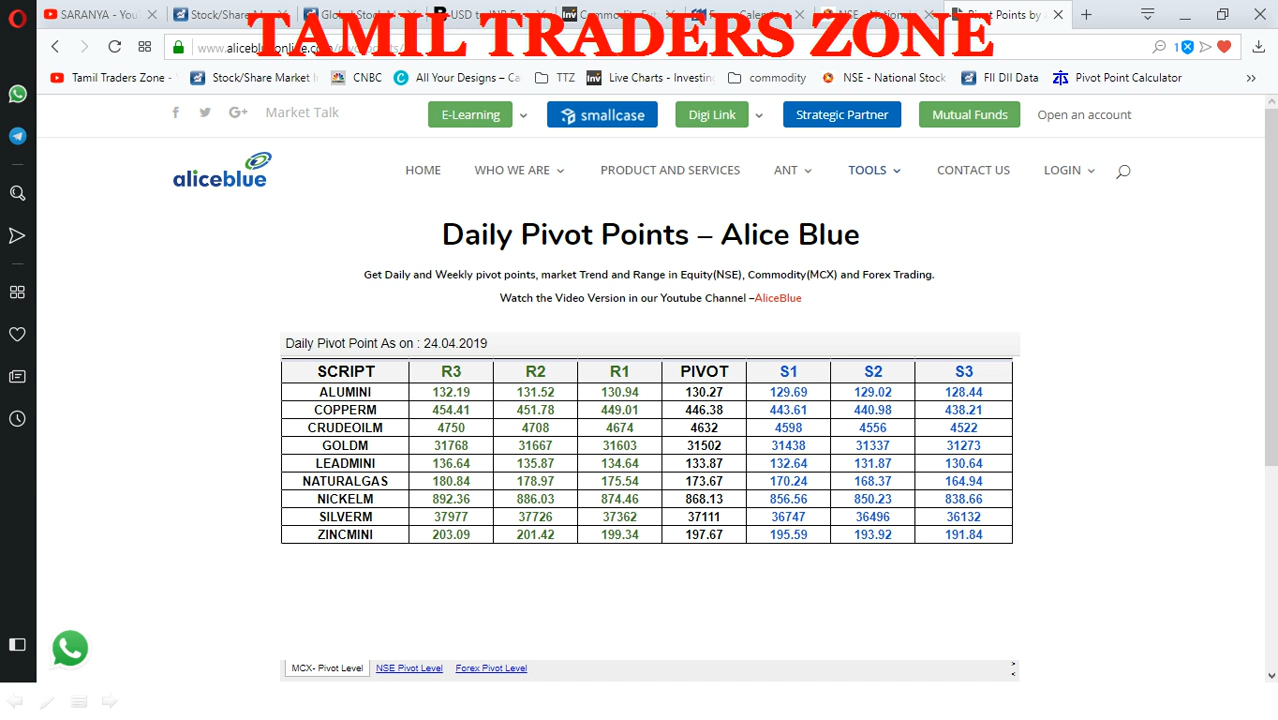 TAMIL TRADERS ZONE
SARANYA - You
Stock/Share M
USD to INR
NSE - Nationa
Pivot Points by
Tamil Traders Zone -
Stock/Share Market
CNBC
All Your Designs – Ca
TTZ
Live Charts - Investin
commodity
NSE - National Stock
FII DII Data
Pivot Point Calculator
Market Talk
E-Learning
smallcase
Digi Link
Strategic Partner
Mutual Funds
Open an account
aliceblue
HOME WHO WE ARE PRODUCT AND SERVICES ANT TOOLS CONTACT US LOGIN
Daily Pivot Points – Alice Blue
Get Daily and Weekly pivot points, market Trend and Range in Equity(NSE), Commodity(MCX) and Forex Trading.
Watch the Video Version in our Youtube Channel –AliceBlue
Daily Pivot Point As on : 24.04.2019
SCRIPT R3 R2 R1 PIVOT S1 S2 S3
ALUMINI 132.19 131.52 130.94 130.27 129.69 129.02 128.44
COPPERM 454.41 451.78 449.01 446.38 443.61 440.98 438.21
CRUDEOILM 4750 4708 4674 4632 4598 4556 4522
GOLDM 31768 31667 31603 31502 31438 31337 31273
LEADMINI 136.64 135.87 134.64 133.87 132.64 131.87 130.64
NATURALGAS 180.84 178.97 175.54 173.67 170.24 168.37 164.94
NICKELM 892.36 886.03 874.46 868.13 856.56 850.23 838.66
SILVERM 37977 37726 37362 37111 36747 36496 36132
ZINCMINI 203.09 201.42 199.34 197.67 195.59 193.92 191.84
MCX- Pivot Level NSE Pivot Level Forex Pivot Level